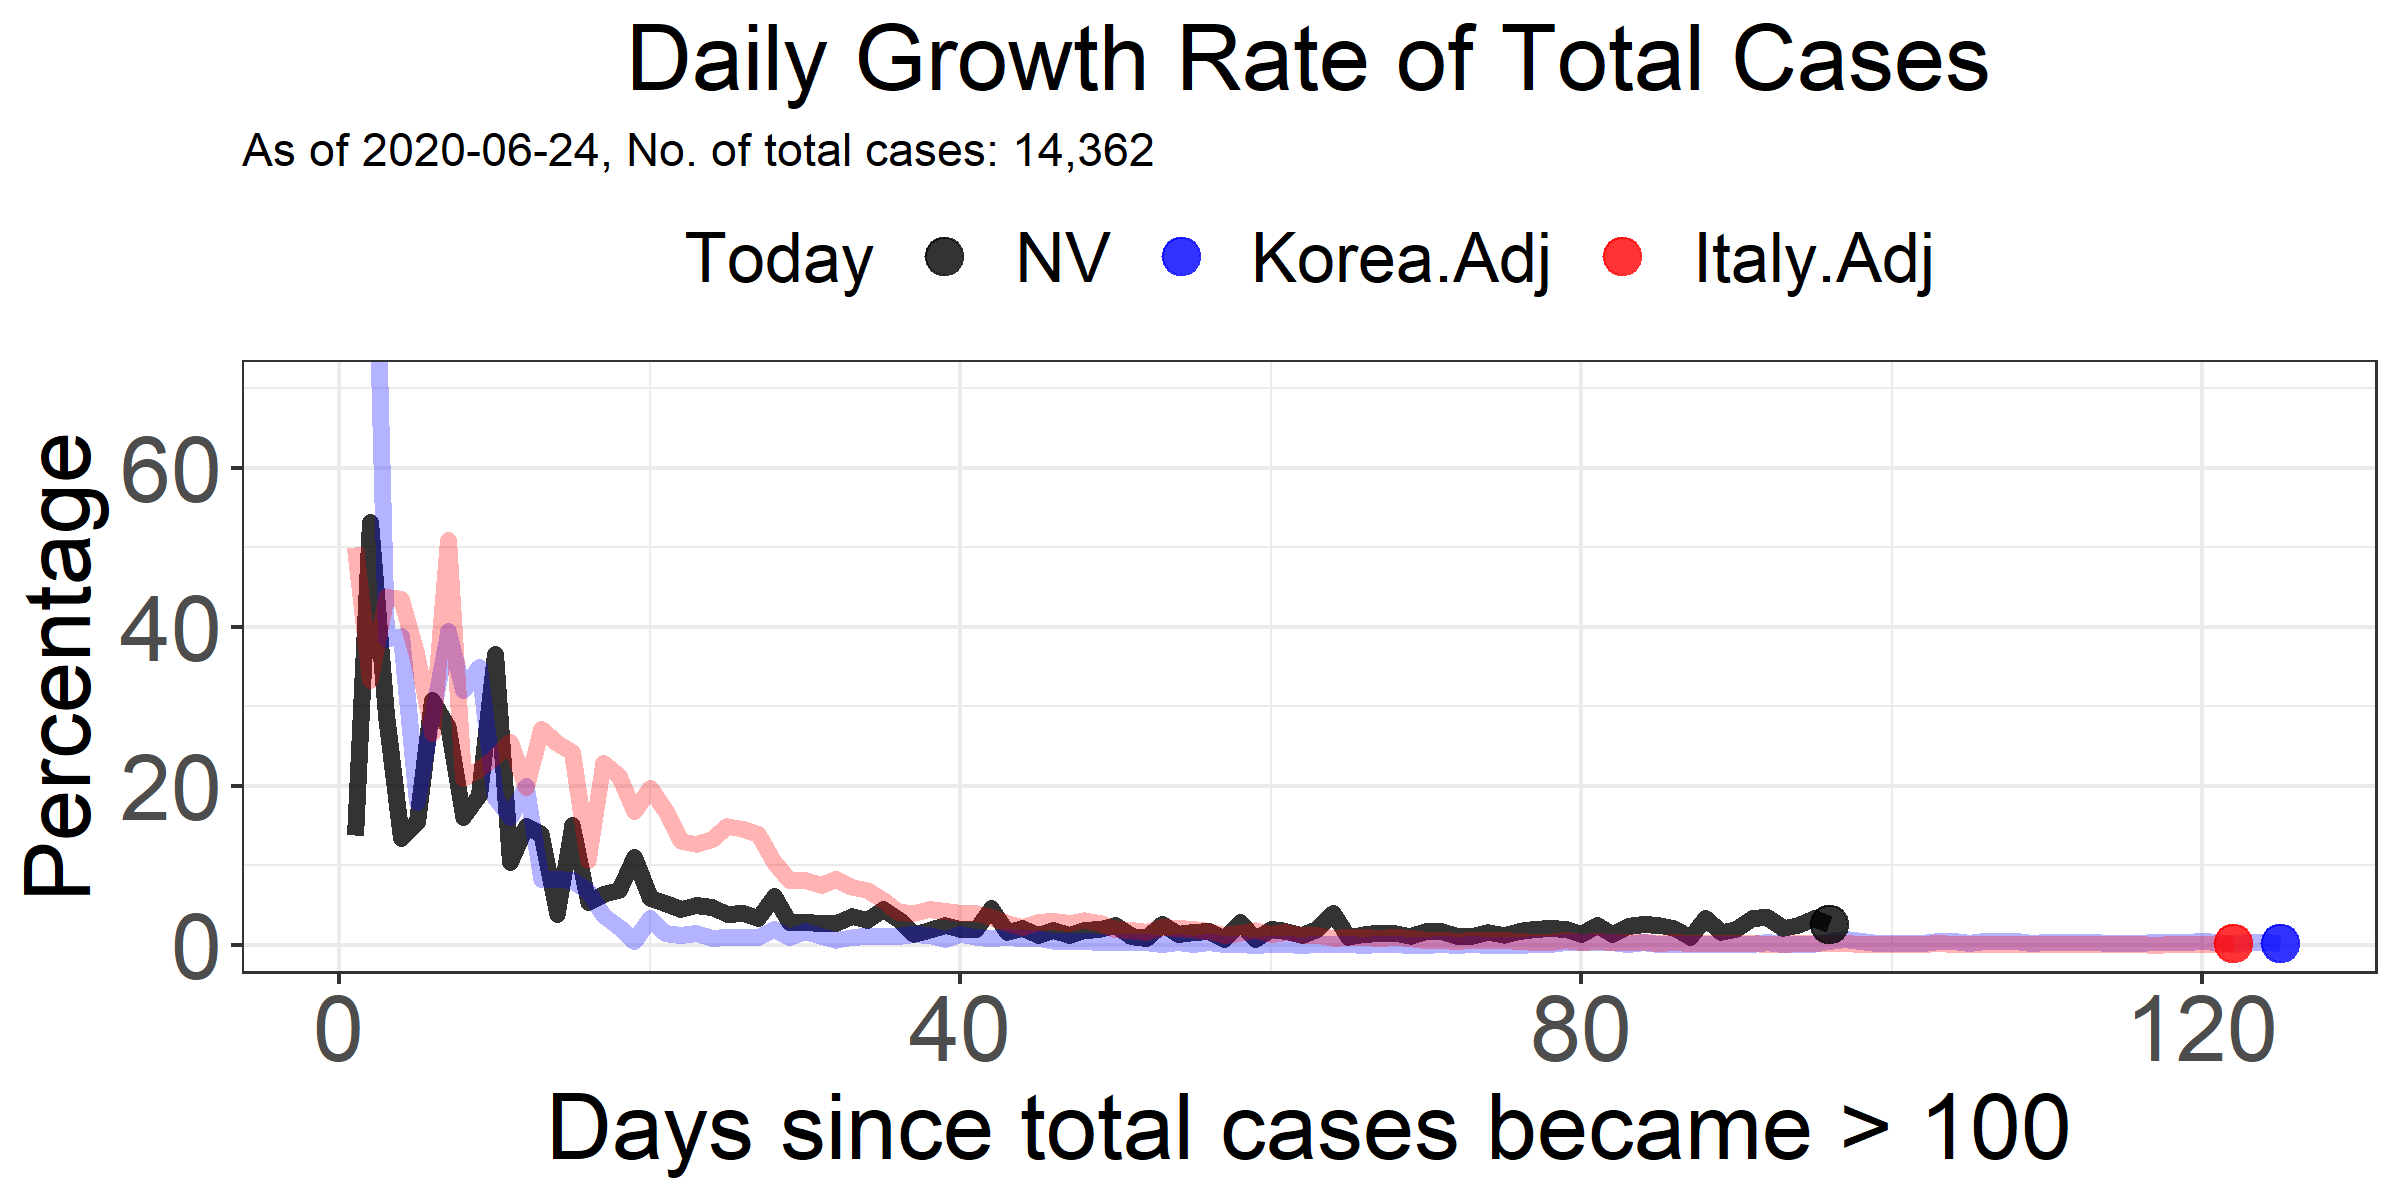 Daily Growth Rate of Total Cases
As of 2020-06-24, No. of total cases: 14,362
Today NV Korea.Adj Italy.Adj
Percentage
60
40
20
0
0 40 80 120
Days since total cases became > 100